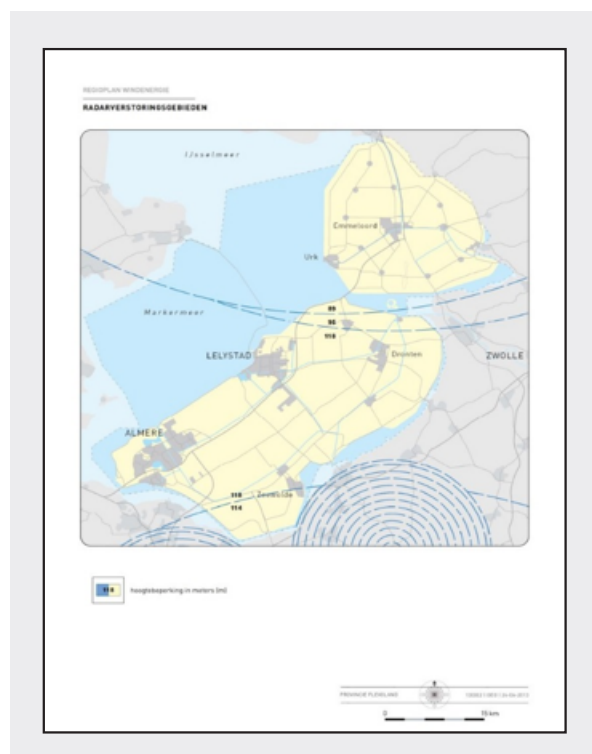 REGIOPLAN WINDENERGIE
RADARVERSTORINGSGEBIEDEN
IJsselmeer
Emmeloord
Urk
Markermeer
89
96
118
LELYSTAD
Dronten
ZWOLLE
ALMERE
118
Zeewolde
114
118 hoogtebeperking in meters (m)
PROVINCIE FLEVOLAND
0 15 km